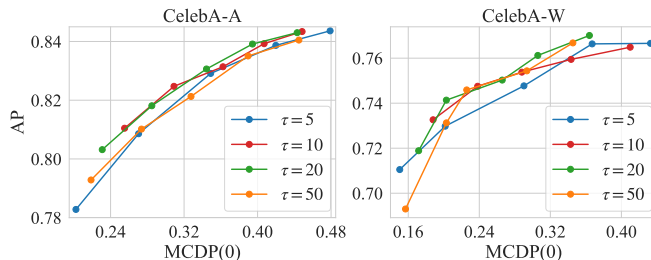 CelebA-A
AP
0.84
0.82
0.80
0.78
0.24
0.32
0.40
0.48
MCDP(0)
τ = 5
τ = 10
τ = 20
τ = 50
CelebA-W
0.76
0.74
0.72
0.70
0.16
0.24
0.32
0.40
MCDP(0)
τ = 5
τ = 10
τ = 20
τ = 50